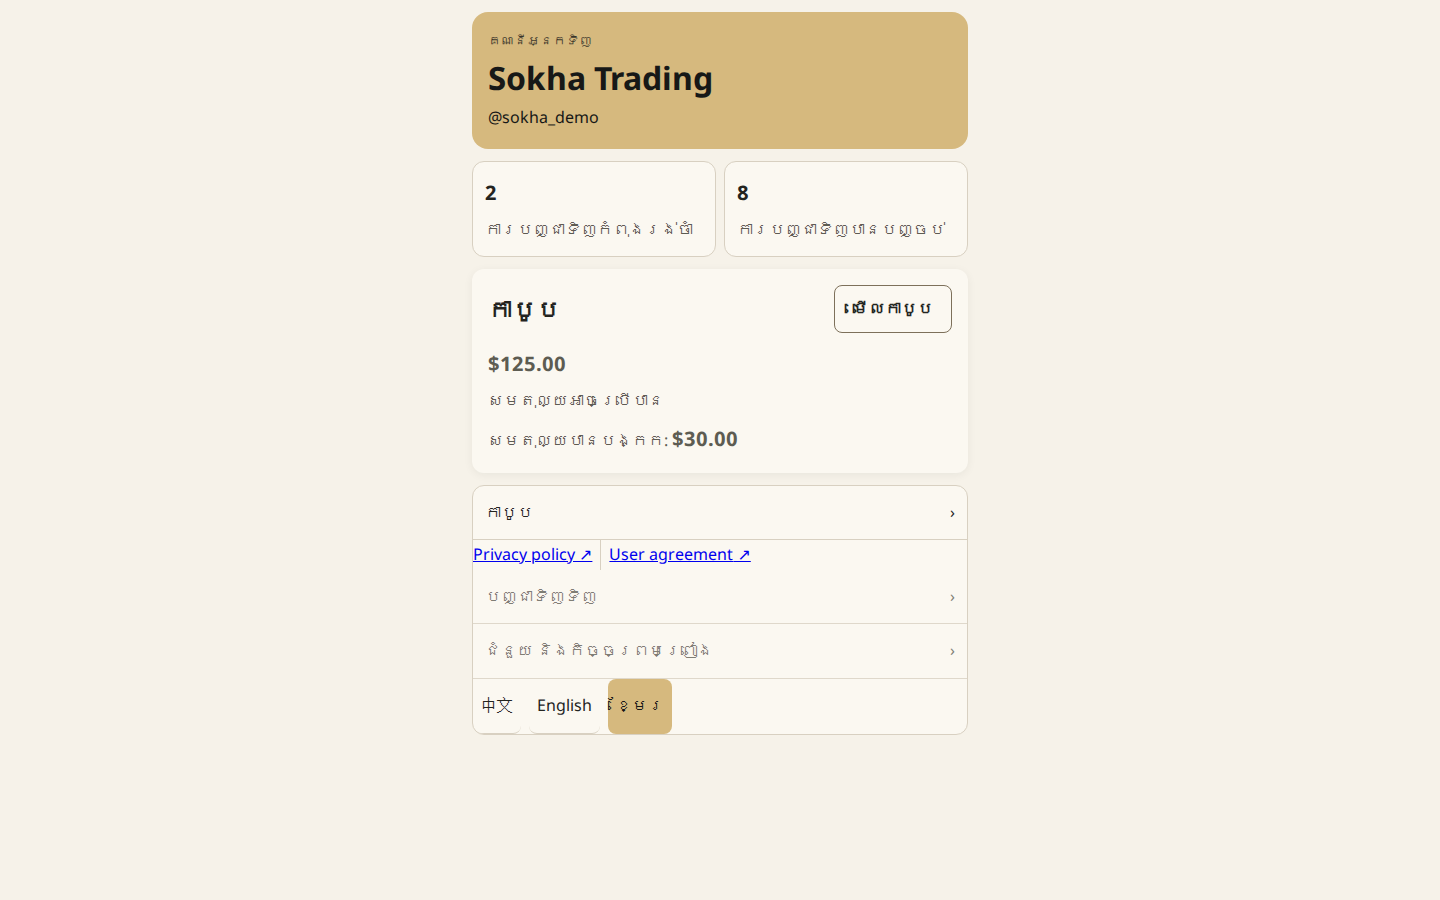 គណនីអ្នកទិញ
Sokha Trading
@sokha_demo
2
ការបញ្ជាទិញកំពុងរង់ចាំ
8
ការបញ្ជាទិញបានបញ្ចប់
កាបូប
មើលកាបូប
$125.00
សមតុល្យអាចប្រើបាន
សមតុល្យបានបង្កក: $30.00
កាបូប ›
Privacy policy ↗ User agreement ↗
បញ្ជាទិញទិញ ›
ជំនួយ និងកិច្ចព្រមព្រៀង ›
中文 English ខ្មែរ